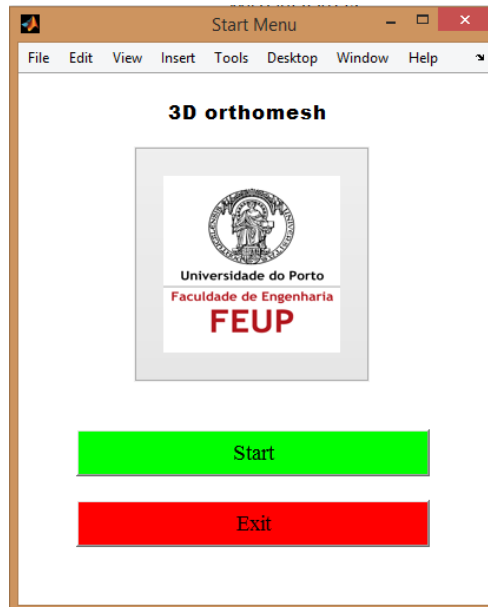 Start Menu
File Edit View Insert Tools Desktop Window Help
3D orthomesh
Universidade do Porto
Faculdade de Engenharia
FEUP
Start
Exit